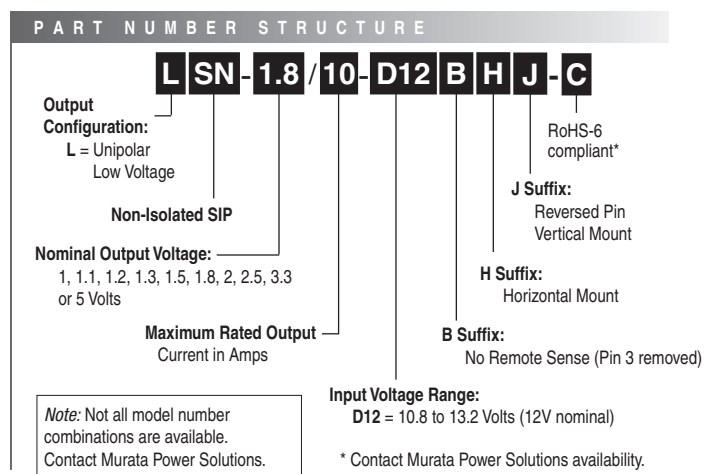 PART NUMBER STRUCTURE
L SN-1.8/10-D12 B H J-C
Output
Configuration:
L = Unipolar
Low Voltage
RoHS-6
compliant*
J Suffix:
Reversed Pin
Vertical Mount
Non-Isolated SIP
Nominal Output Voltage:
1, 1.1, 1.2, 1.3, 1.5, 1.8, 2, 2.5, 3.3
or 5 Volts
H Suffix:
Horizontal Mount
Maximum Rated Output
Current in Amps
B Suffix:
No Remote Sense (Pin 3 removed)
Input Voltage Range:
D12 = 10.8 to 13.2 Volts (12V nominal)
Note: Not all model number
combinations are available.
Contact Murata Power Solutions.
* Contact Murata Power Solutions availability.